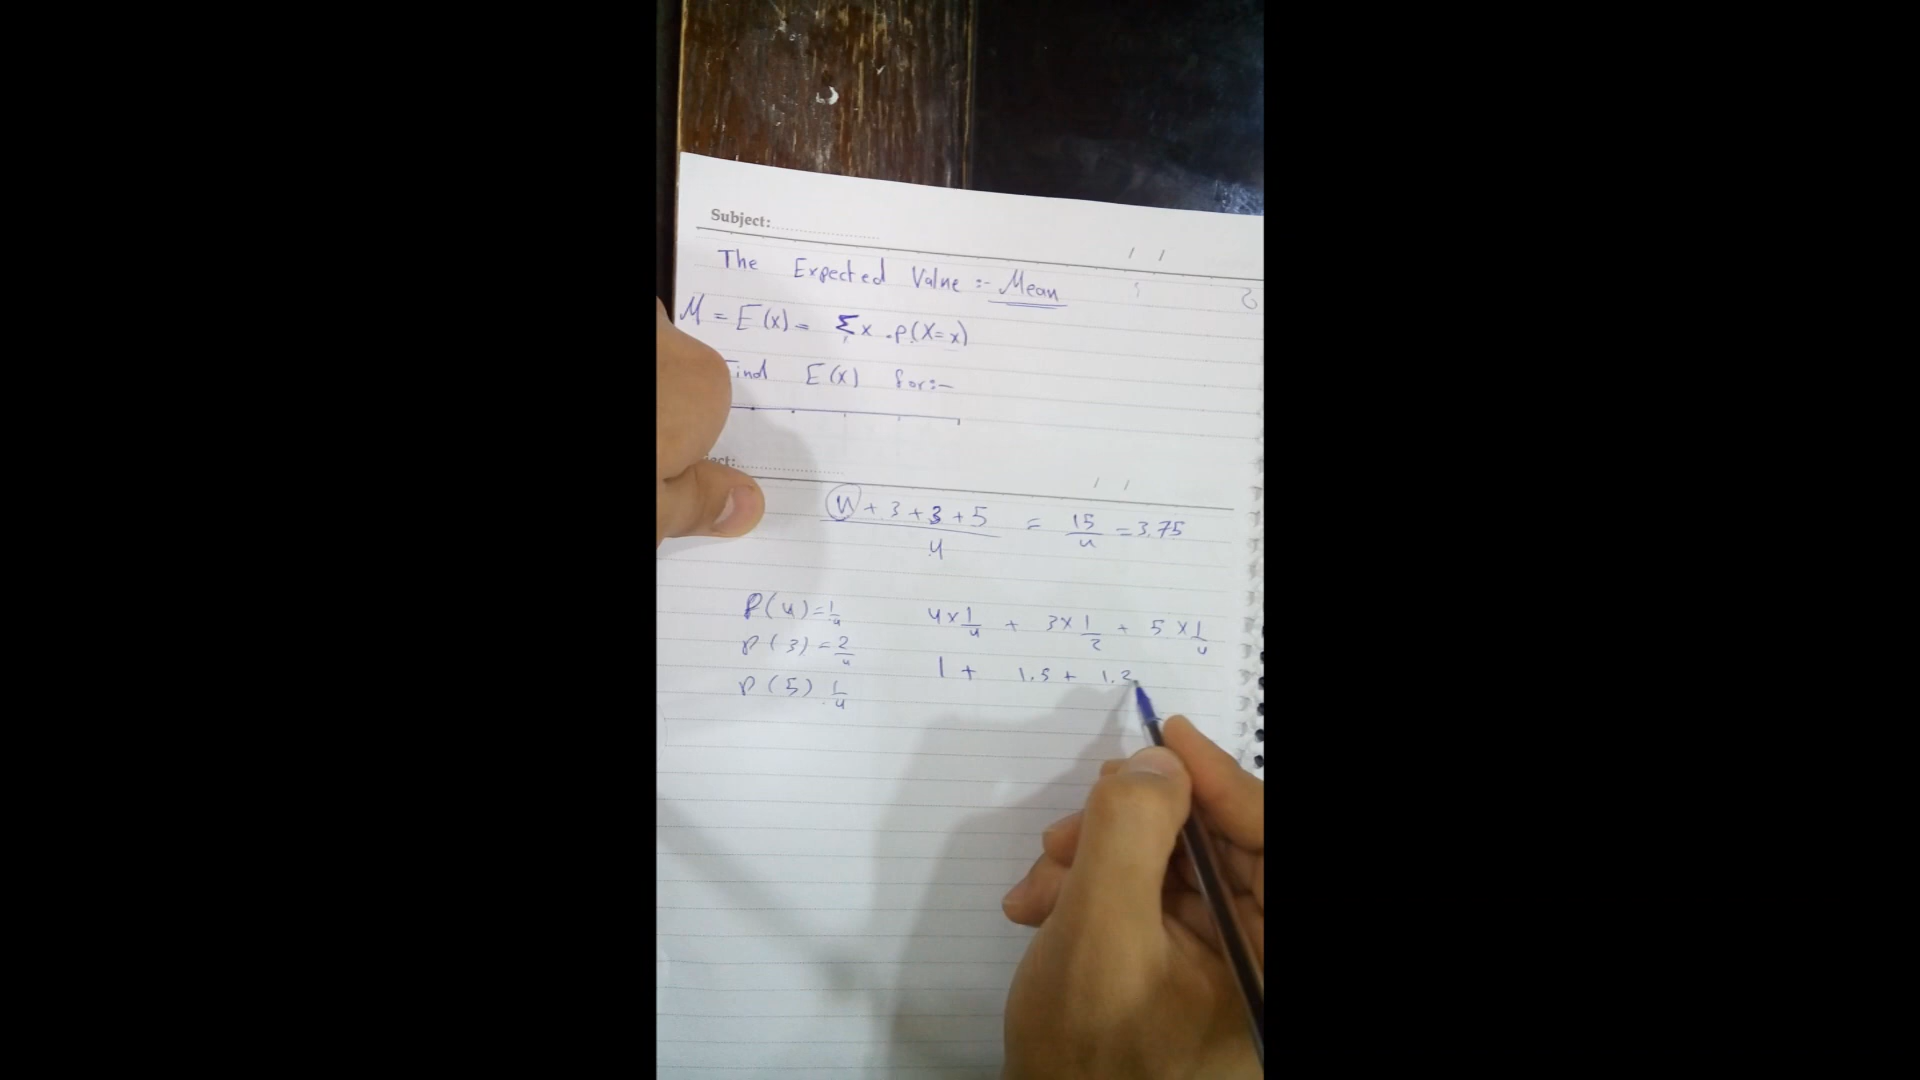 Subject:
The Expected Value :- Mean
M = E(x) = Σx . p(X=x)
Find E(x) for:-
ject:
4 + 3 + 3 + 5 / 4 = 15/4 = 3.75
P(4) = 1/4
4 x 1/4 + 3 x 1/2 + 5 x 1/4
P(3) = 2/4
1 + 1.5 + 1.2
P(5) 1/4